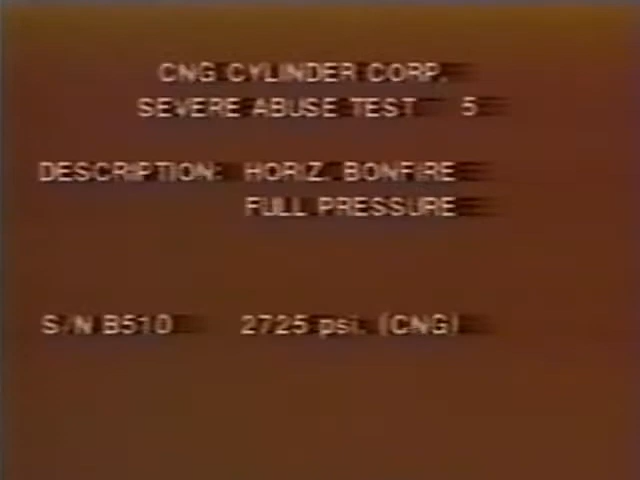 CNG CYLINDER CORP.
SEVERE ABUSE TEST 5
DESCRIPTION: HORIZ. BONFIRE
FULL PRESSURE
S/N B510 2725 psi. (CNG)